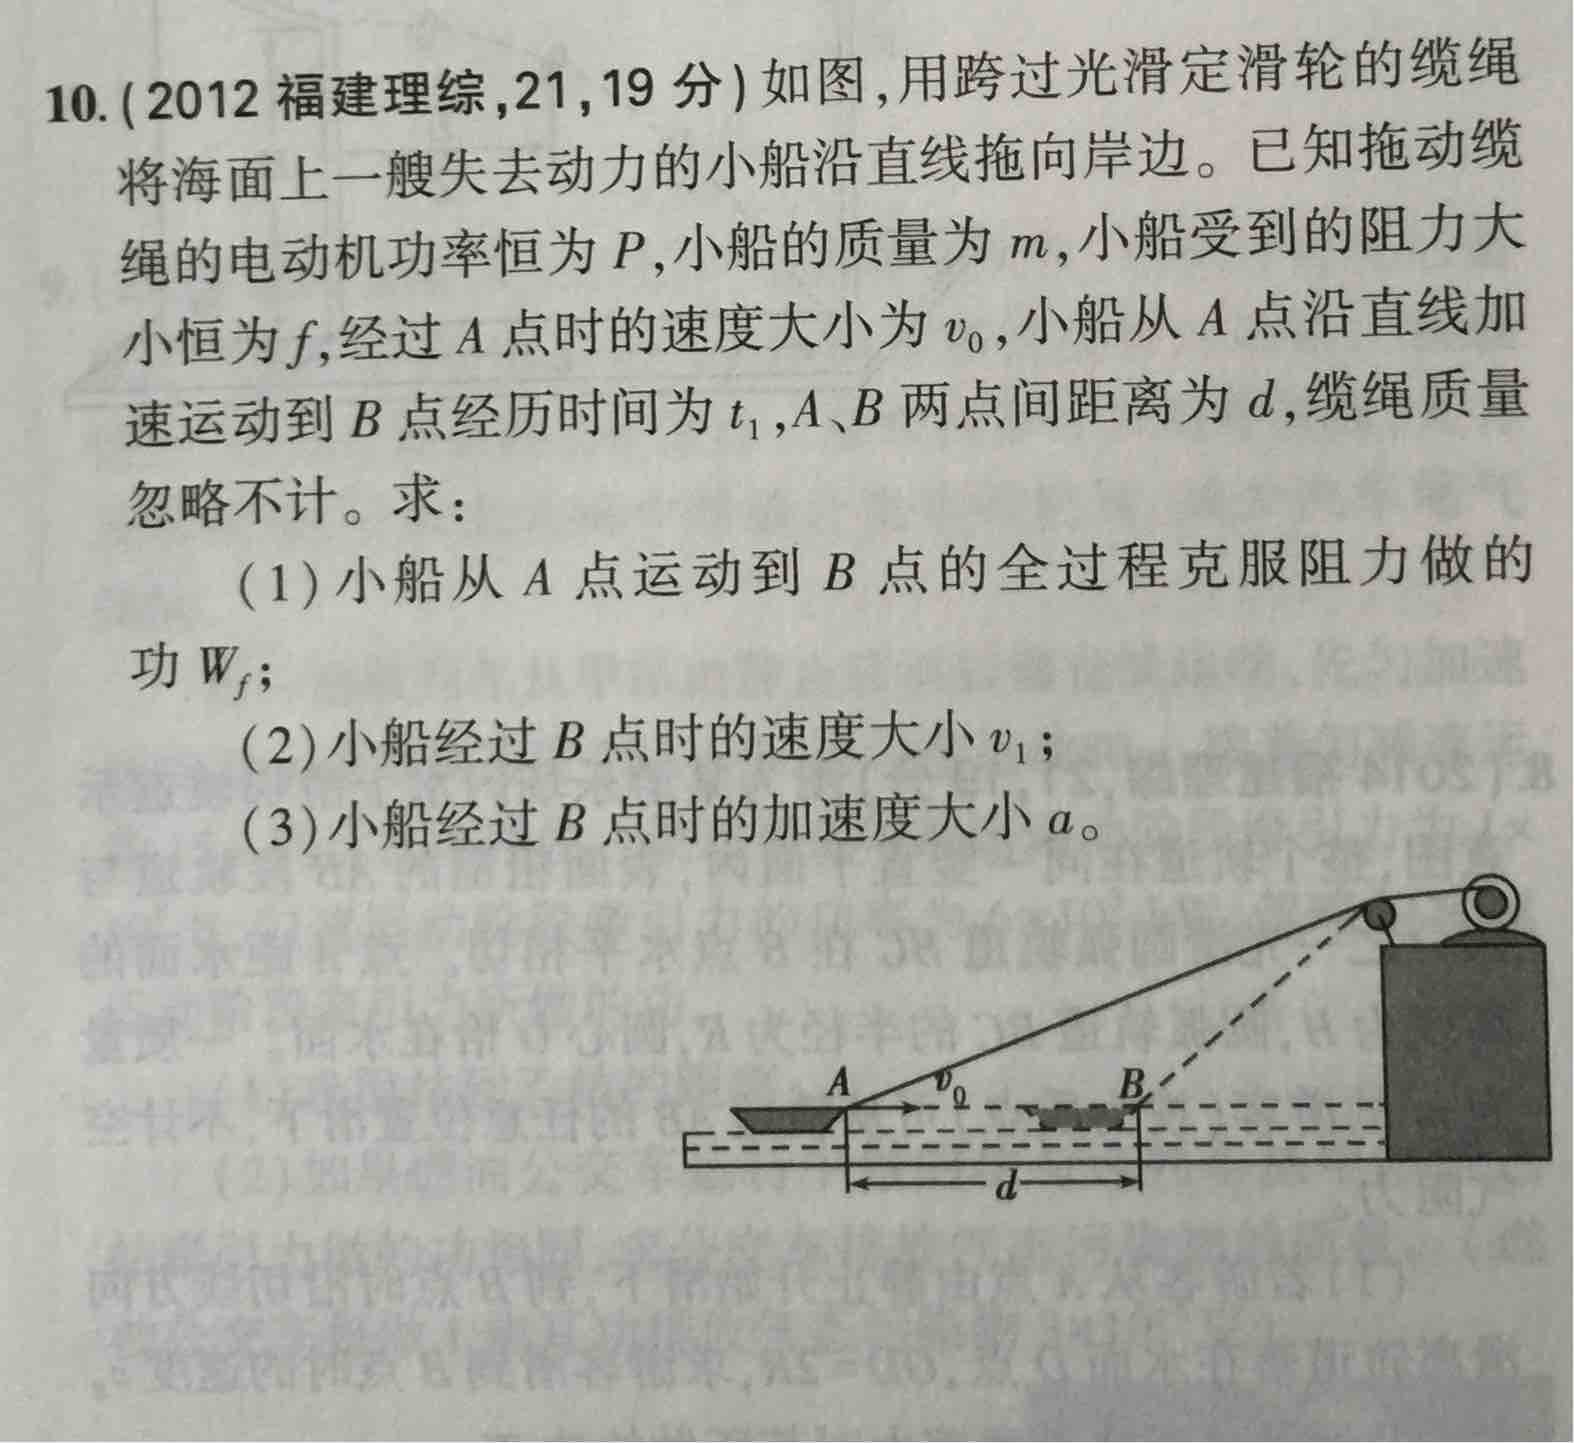 10. (2012 福建理综,21,19 分)如图,用跨过光滑定滑轮的缆绳
将海面上一艘失去动力的小船沿直线拖向岸边。已知拖动缆
绳的电动机功率恒为 P,小船的质量为 m,小船受到的阻力大
小恒为 f,经过 A 点时的速度大小为 v₀,小船从 A 点沿直线加
速运动到 B 点经历时间为 t₁,A、B 两点间距离为 d,缆绳质量
忽略不计。求:
(1)小船从 A 点运动到 B 点的全过程克服阻力做的
功 W_f;
(2)小船经过 B 点时的速度大小 v₁;
(3)小船经过 B 点时的加速度大小 a。
A v₀ B
d